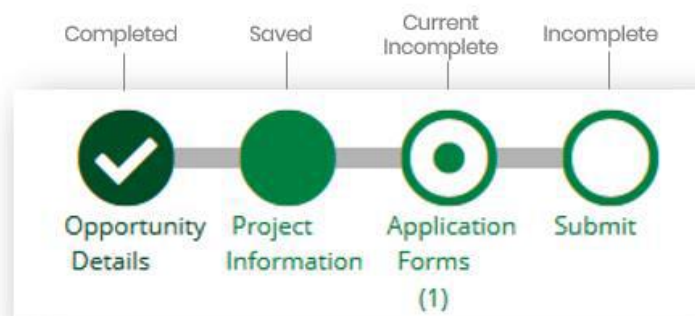 Completed
Saved
Current
Incomplete
Incomplete
Opportunity
Details
Project
Information
Application
Forms
(1)
Submit